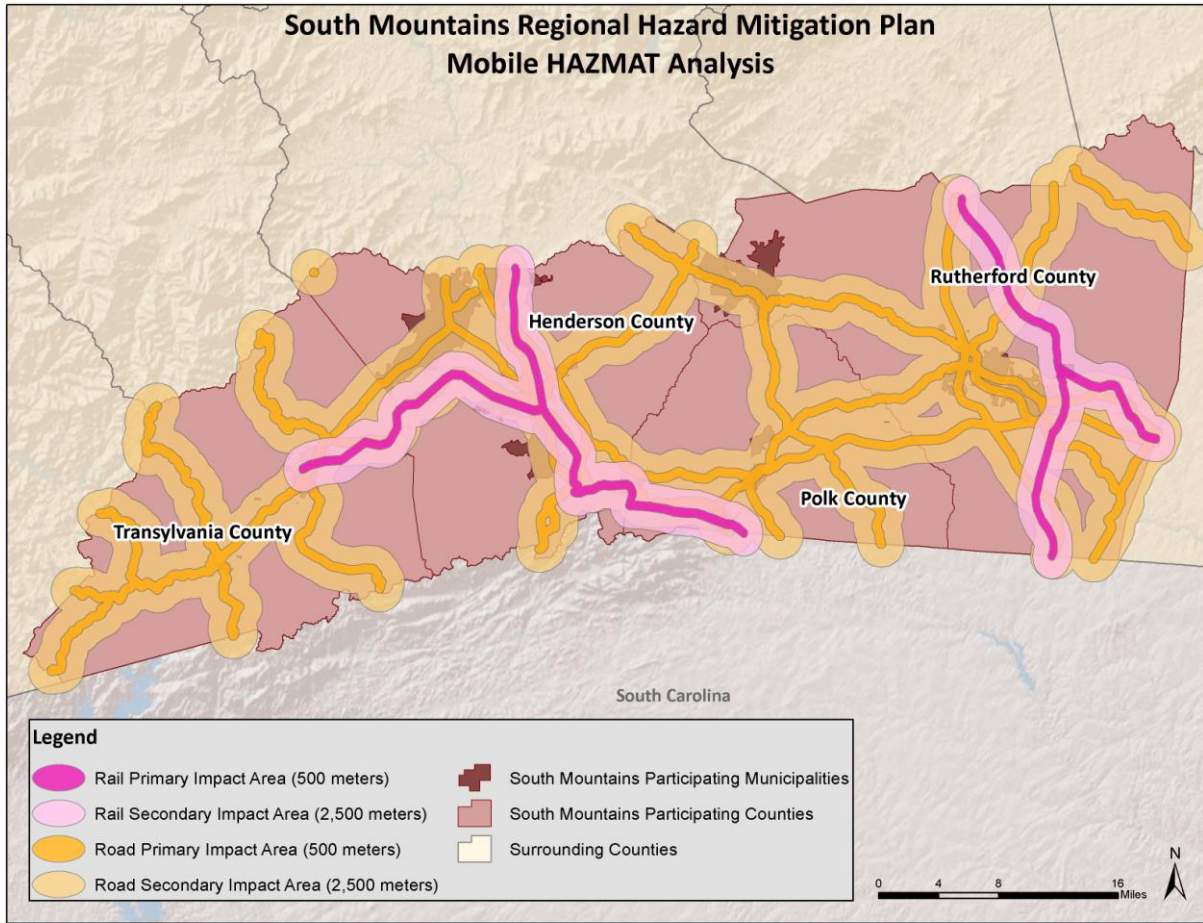 South Mountains Regional Hazard Mitigation Plan
Mobile HAZMAT Analysis
Rutherford County
Henderson County
Polk County
Transylvania County
South Carolina
Legend
Rail Primary Impact Area (500 meters)
Rail Secondary Impact Area (2,500 meters)
Road Primary Impact Area (500 meters)
Road Secondary Impact Area (2,500 meters)
South Mountains Participating Municipalities
South Mountains Participating Counties
Surrounding Counties
N
0 4 8 16
Miles